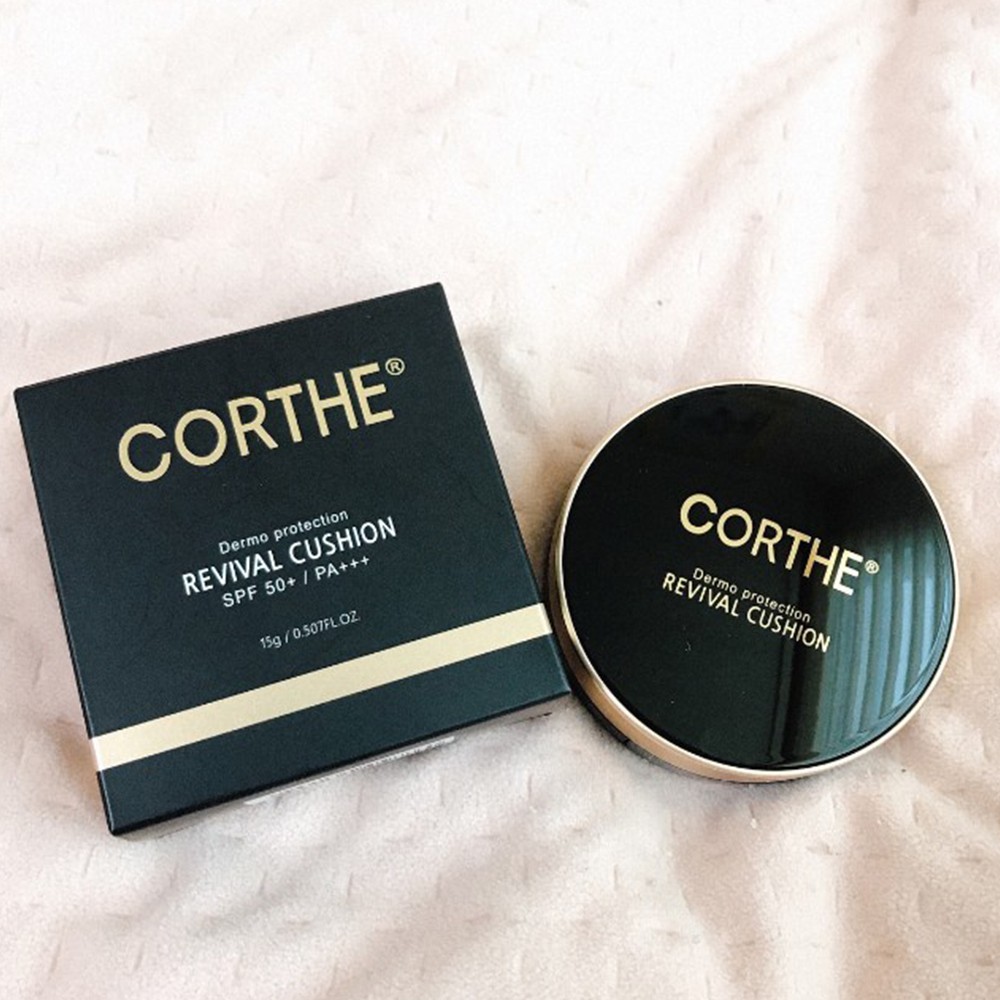 CORTHE®
Dermo protection
REVIVAL CUSHION
SPF 50+ / PA+++
15g / 0.507FL.OZ.
CORTHE®
Dermo protection
REVIVAL CUSHION